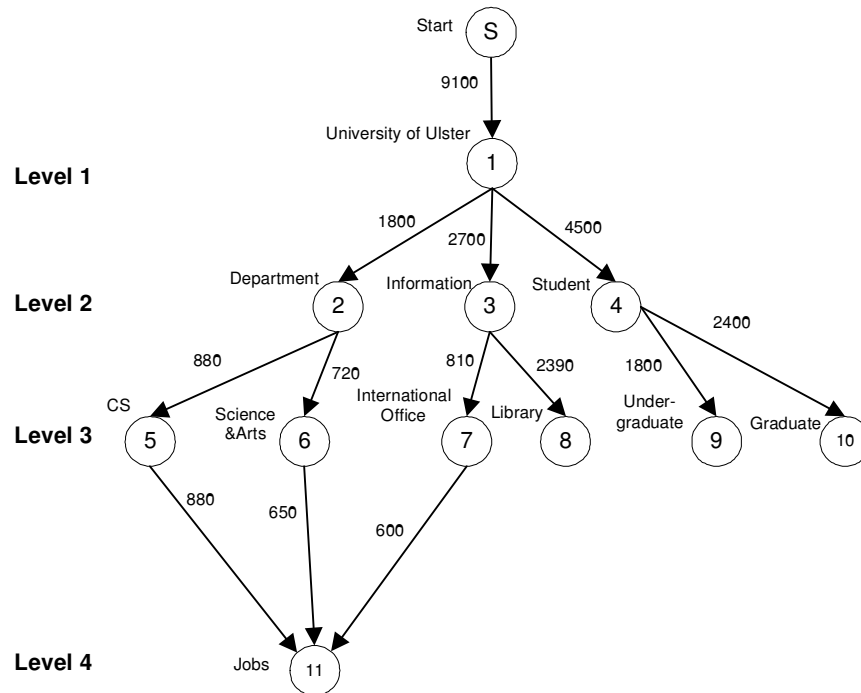 Start
S
9100
University of Ulster
1
Level 1
1800
2700
4500
Department
Information
Student
Level 2
2
3
4
2400
880
720
810
2390
1800
CS
Science
&Arts
International
Office
Library
Under-
graduate
Graduate
Level 3
5
6
7
8
9
10
880
650
600
Level 4
Jobs
11